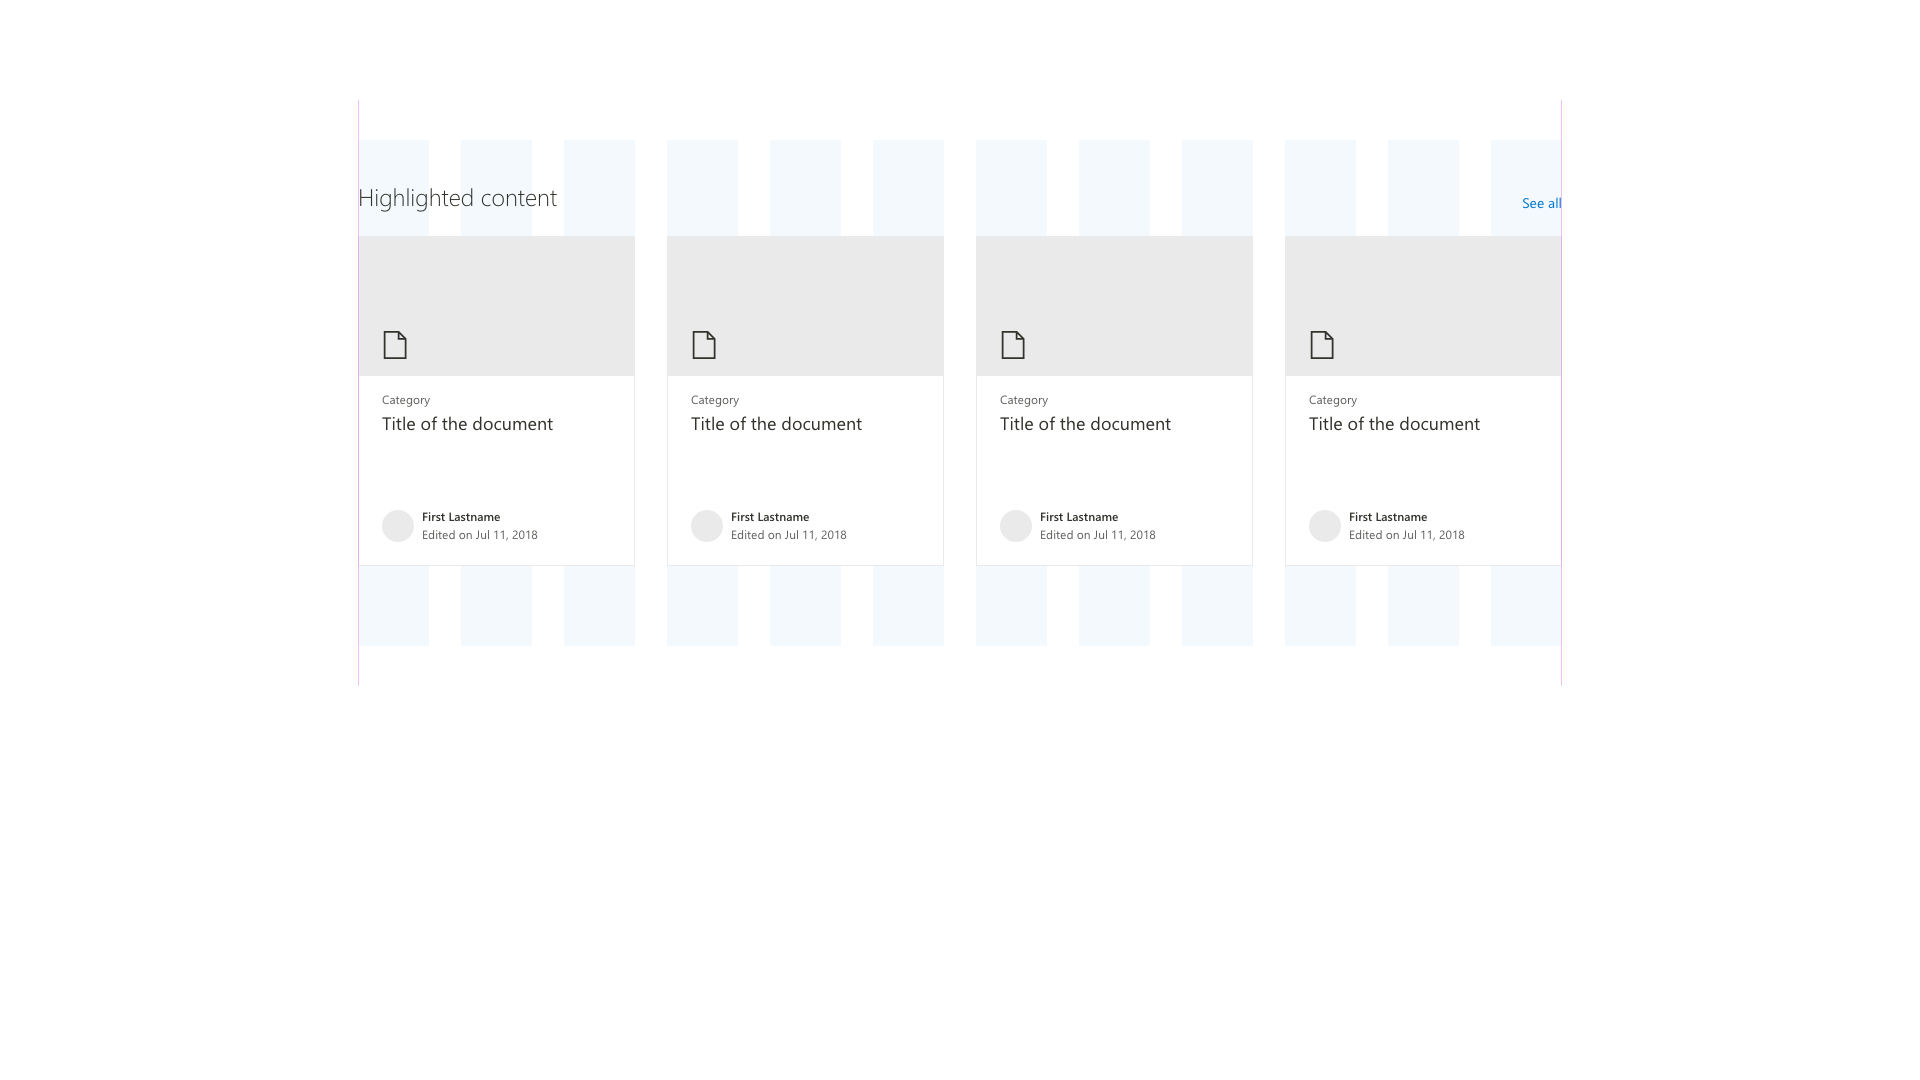 Highlighted content
See all
Category
Title of the document
First Lastname
Edited on Jul 11, 2018
Category
Title of the document
First Lastname
Edited on Jul 11, 2018
Category
Title of the document
First Lastname
Edited on Jul 11, 2018
Category
Title of the document
First Lastname
Edited on Jul 11, 2018